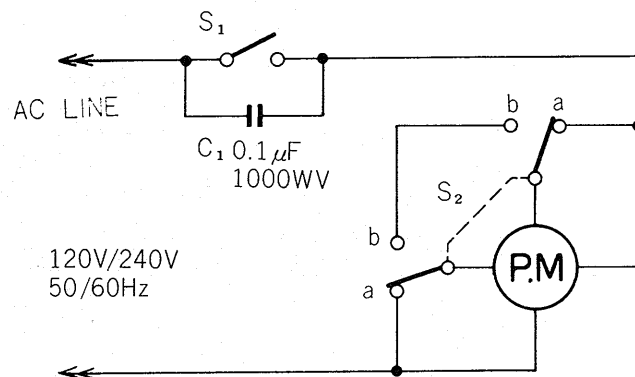 S₁
AC LINE
C₁ 0.1μF
1000WV
b a
S₂
b
120V/240V
50/60Hz
a
P.M